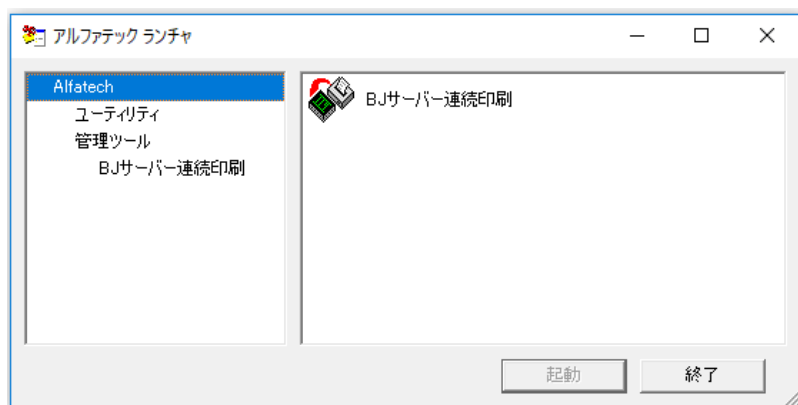 アルファテック ランチャ
Alfatech
ユーティリティ
管理ツール
BJサーバー連続印刷
BJサーバー連続印刷
起動
終了